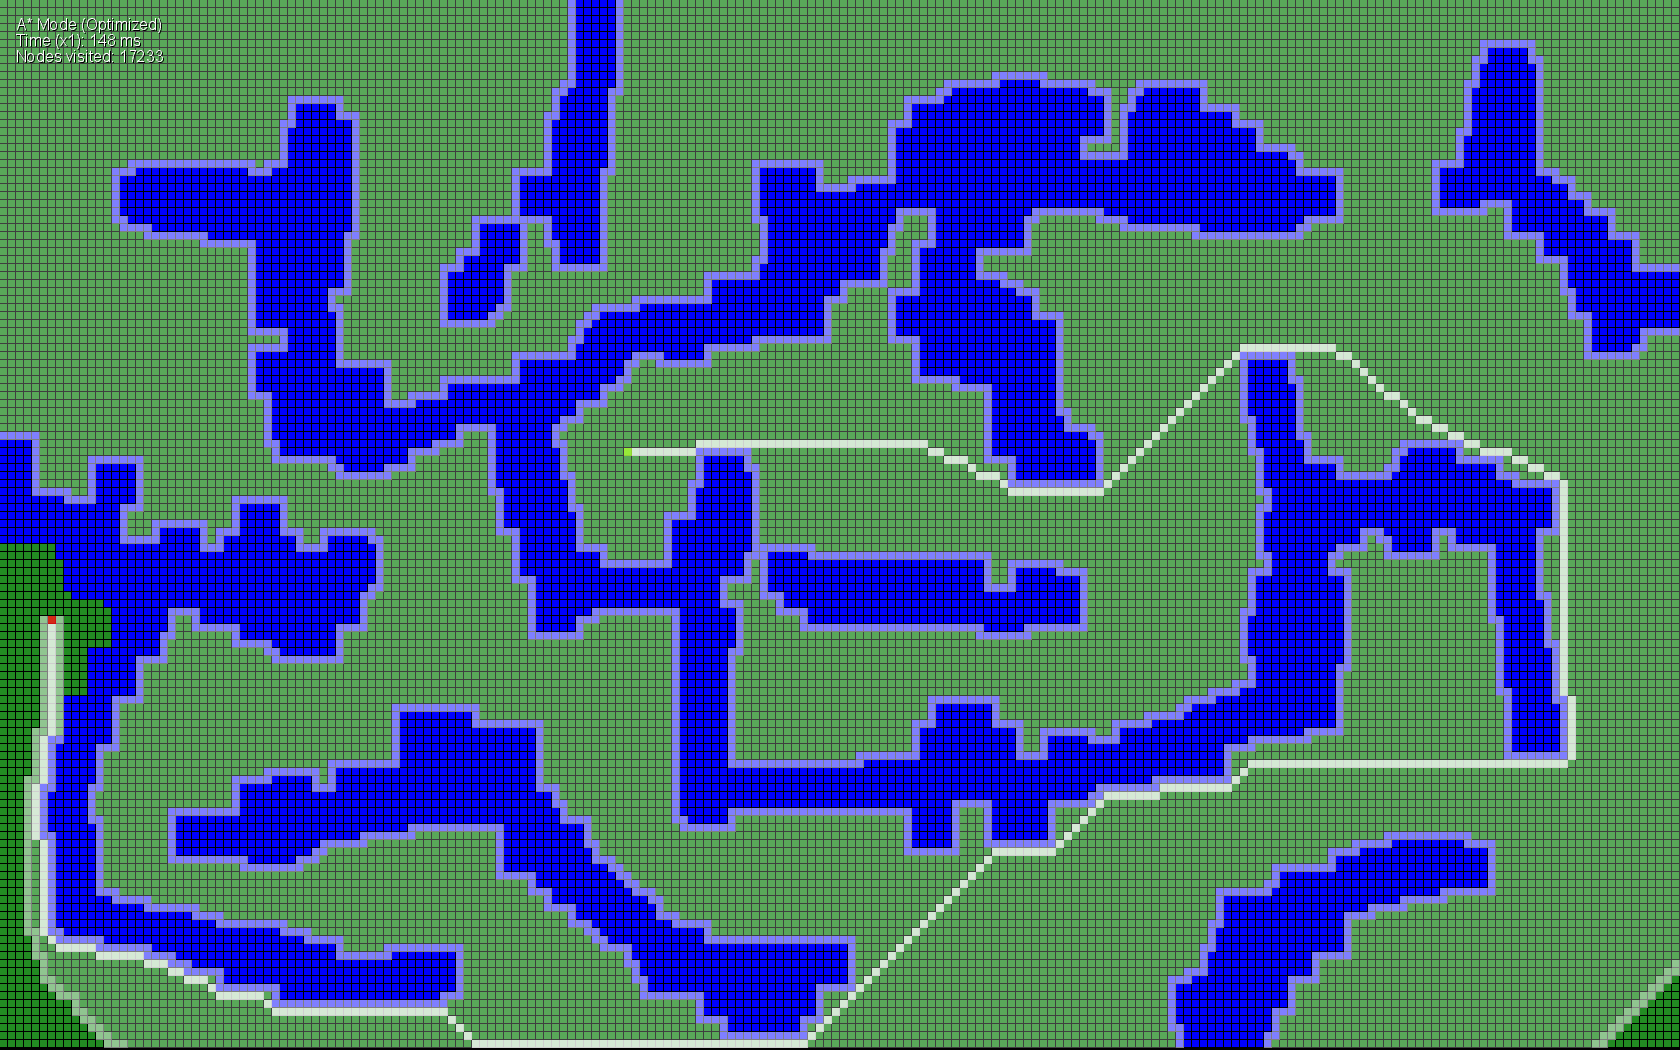 A* Mode (Optimized)
Time (x1): 148 ms
Nodes visited: 17233